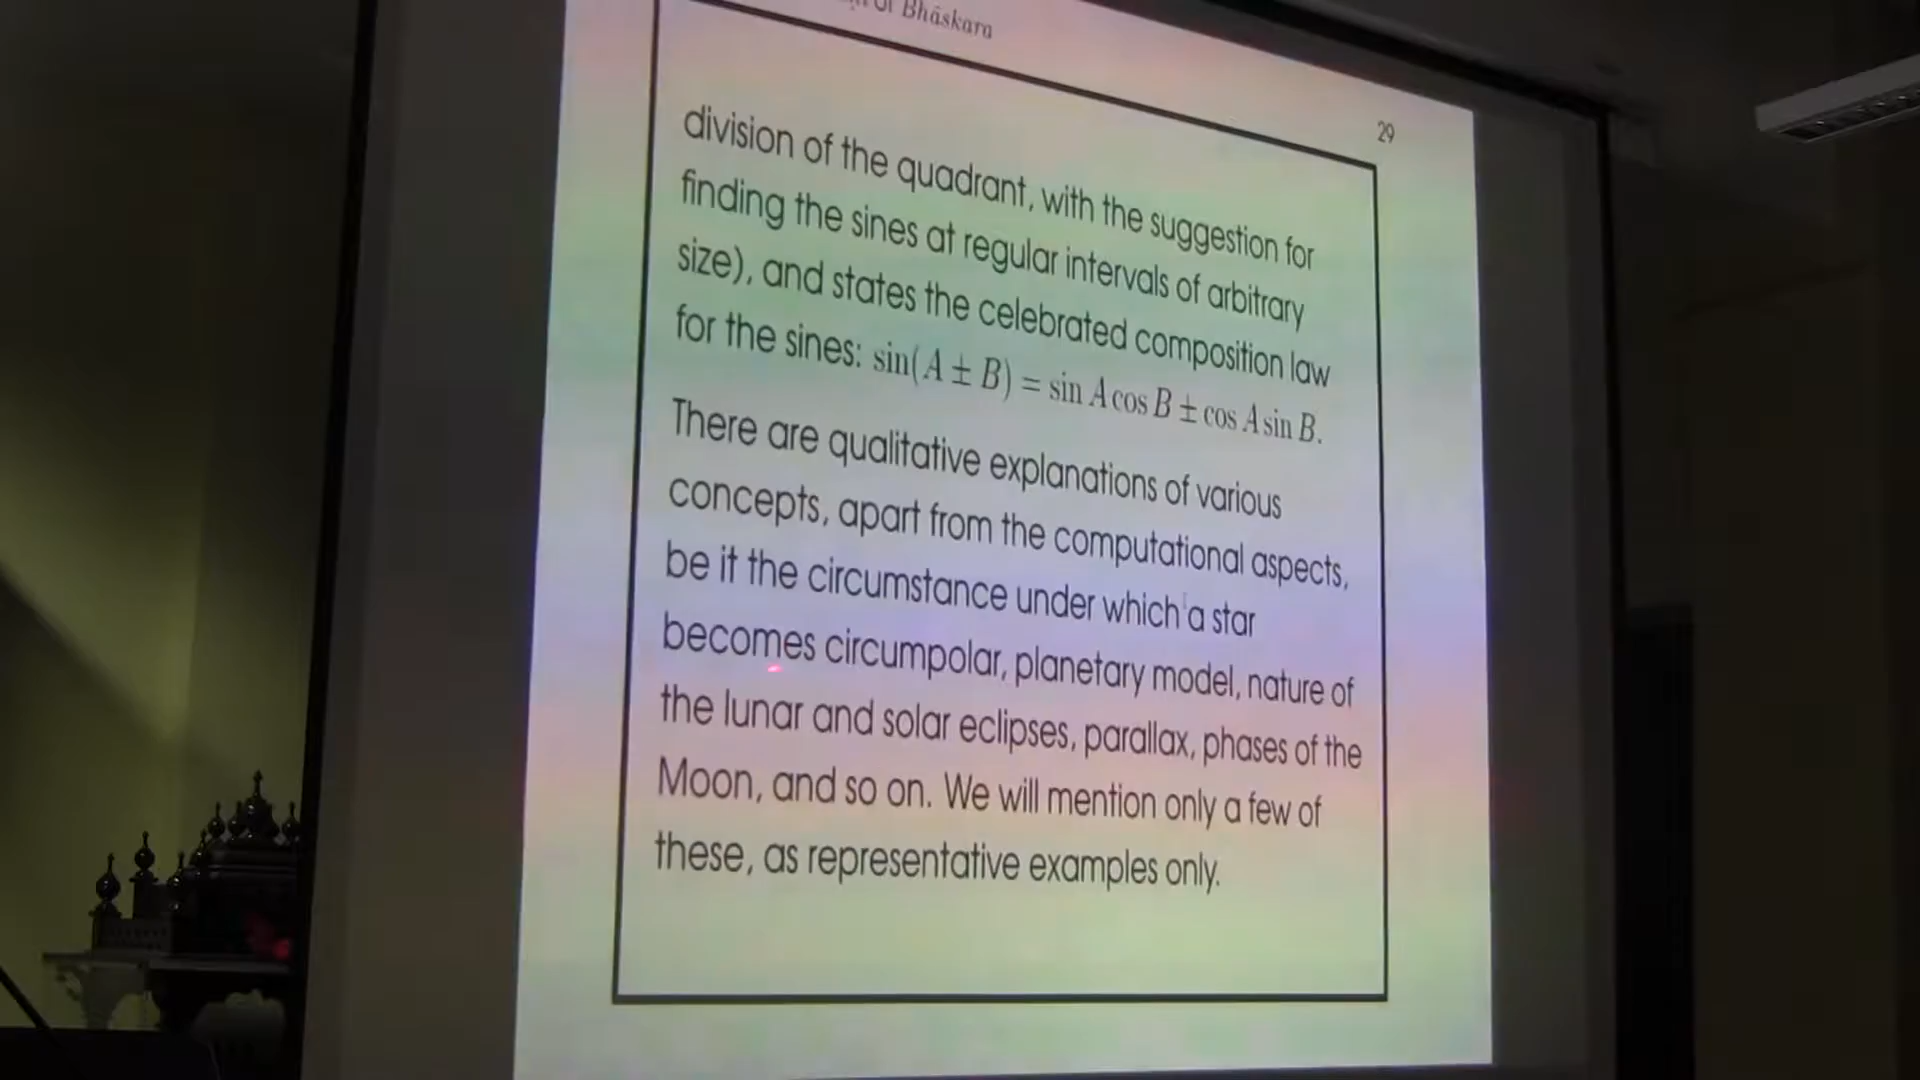 of Bhāskara
29
division of the quadrant, with the suggestion for
finding the sines at regular intervals of arbitrary
size), and states the celebrated composition law
for the sines: sin(A ± B) = sin A cos B ± cos A sin B.
There are qualitative explanations of various
concepts, apart from the computational aspects,
be it the circumstance under which a star
becomes circumpolar, planetary model, nature of
the lunar and solar eclipses, parallax, phases of the
Moon, and so on. We will mention only a few of
these, as representative examples only.